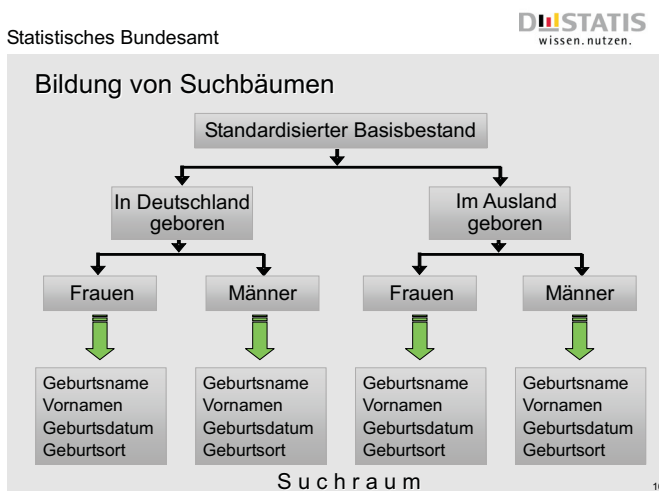 Statistisches Bundesamt
DESTATIS
wissen.nutzen.
Bildung von Suchbäumen
Standardisierter Basisbestand
In Deutschland
geboren
Im Ausland
geboren
Frauen
Männer
Frauen
Männer
Geburtsname
Vornamen
Geburtsdatum
Geburtsort
Geburtsname
Vornamen
Geburtsdatum
Geburtsort
Geburtsname
Vornamen
Geburtsdatum
Geburtsort
Geburtsname
Vornamen
Geburtsdatum
Geburtsort
S u c h r a u m